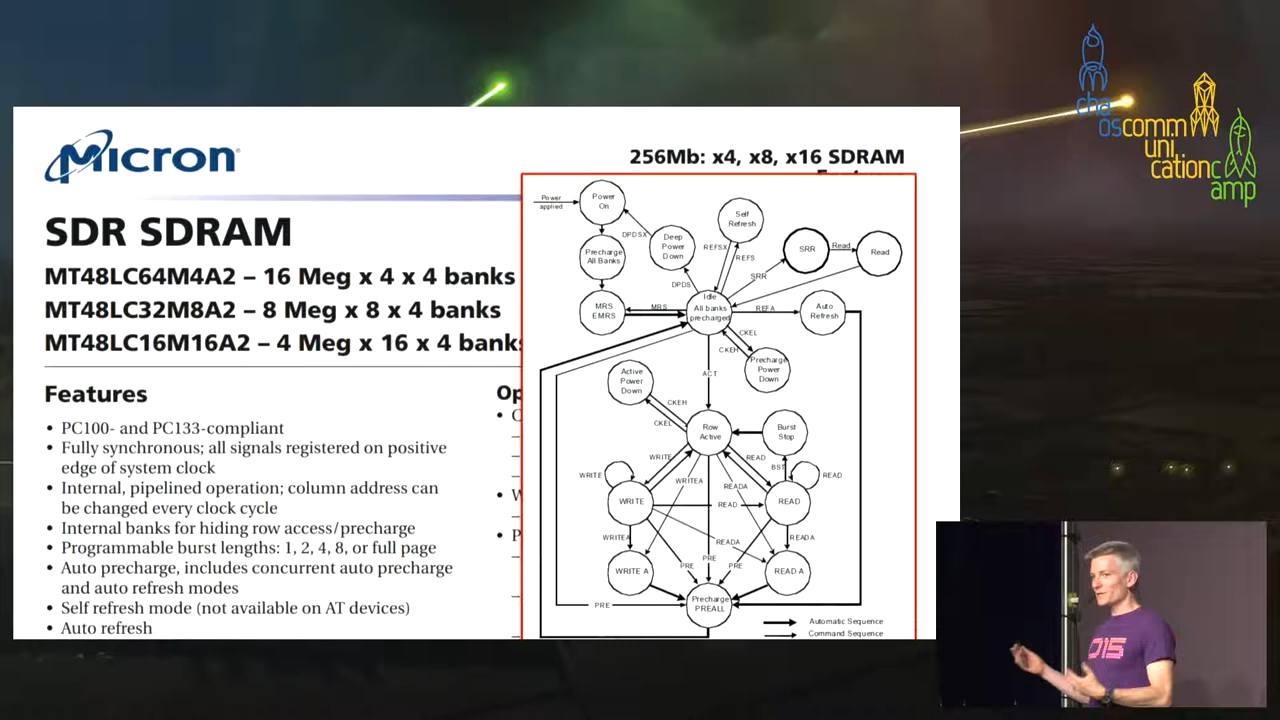 chaoscommunicationcamp
Micron
256Mb: x4, x8, x16 SDRAM
SDR SDRAM
MT48LC64M4A2 – 16 Meg x 4 x 4 banks
MT48LC32M8A2 – 8 Meg x 8 x 4 banks
MT48LC16M16A2 – 4 Meg x 16 x 4 banks
Features
• PC100- and PC133-compliant
• Fully synchronous; all signals registered on positive
edge of system clock
• Internal, pipelined operation; column address can
be changed every clock cycle
• Internal banks for hiding row access/precharge
• Programmable burst lengths: 1, 2, 4, 8, or full page
• Auto precharge, includes concurrent auto precharge
and auto refresh modes
• Self refresh mode (not available on AT devices)
• Auto refresh
Op
Power
applied
Power
On
DPDSX
Deep
Power
Down
Self
Refresh
SRR
Read
Read
Precharge
All Banks
REFSX
REFS
DPDS
SRR
MRS
EMRS
MRS
Idle
All banks
precharged
REFA
Auto
Refresh
CKEL
CKEH
Precharge
Power
Down
ACT
Active
Power
Down
CKEH
CKEL
Row
Active
Burst
Stop
WRITE
READ
BST
WRITE
WRITEA
READA
READ
WRITE
READ
READ
WRITEA
READA
READA
PRE
PRE
PRE
WRITE A
READ A
PRE
Precharge
PREALL
Automatic Sequence
Command Sequence